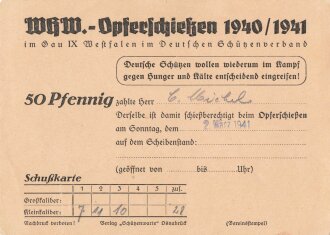 WHW.-Opferschießen 1940/1941
im Gau IX Westfalen im Deutschen Schützenverband
Deutsche Schützen wollen wiederum im Kampf
gegen Hunger und Kälte entscheidend eingreifen!
50 Pfennig zahlte Herr
Derselbe ist damit schießberechtigt beim Opferschießen
am Sonntag, dem 2. März 1941
auf dem Scheibenstand:
(geöffnet von bis Uhr)
Schußkarte
1 2 3 4 5 zus.
Großkaliber:
Kleinkaliber: 7 11 10 28
Nachdruck verboten! Verlag „Schützenwarte" Osnabrück (Vereinsstempel)